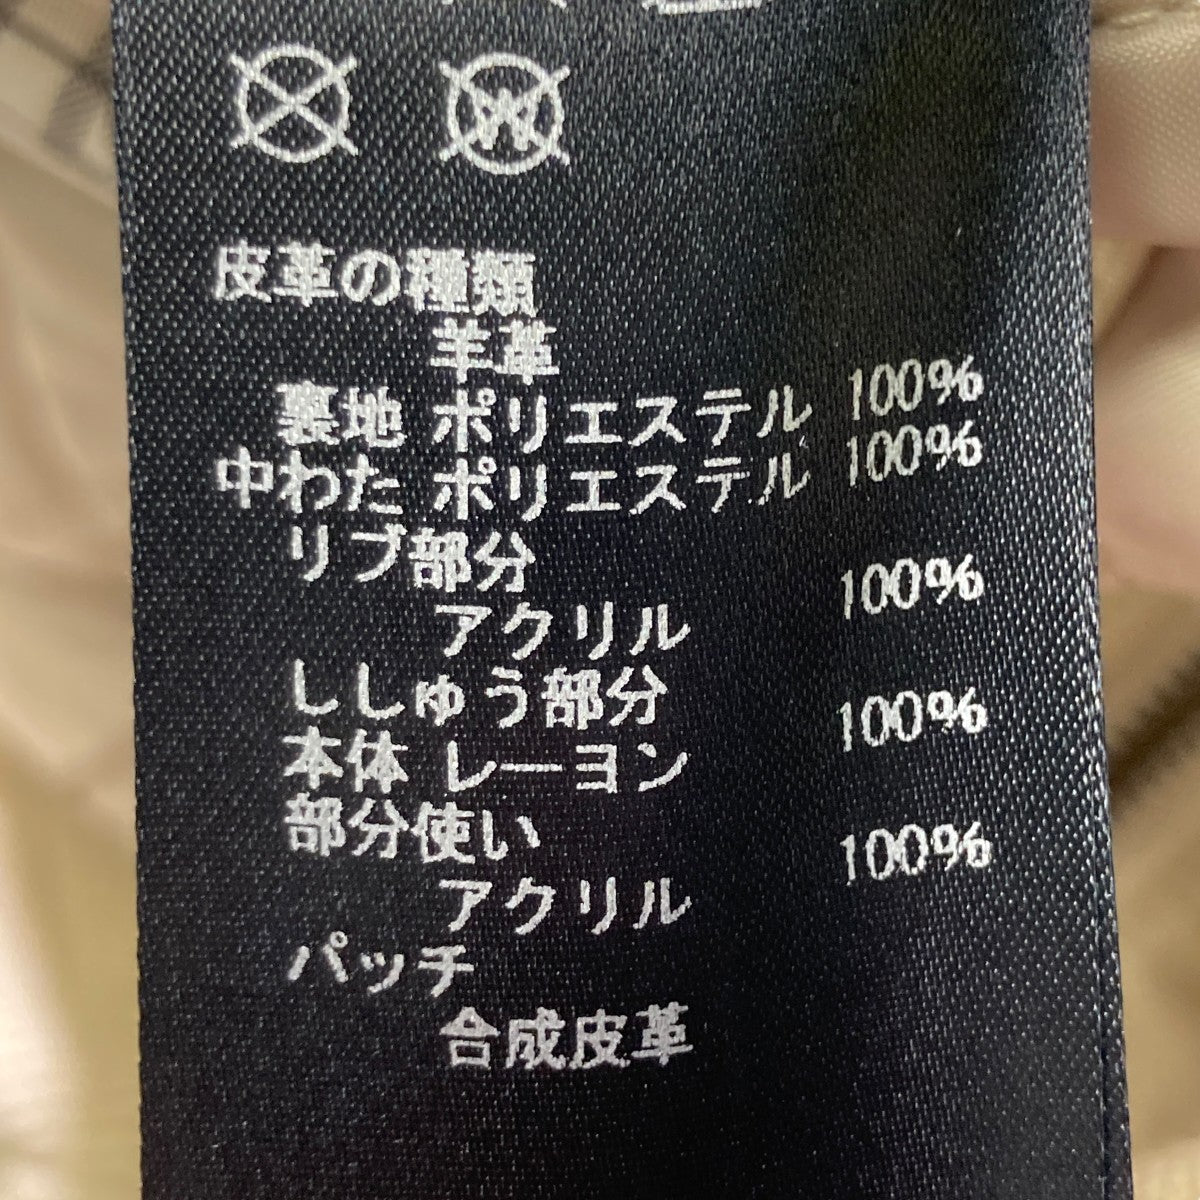 W
皮革の種類
羊革
裏地 ポリエステル 100%
中わた ポリエステル 100%
リブ部分
アクリル 100%
ししゅう部分
本体 レーヨン 100%
部分使い
アクリル 100%
パッチ
合成皮革